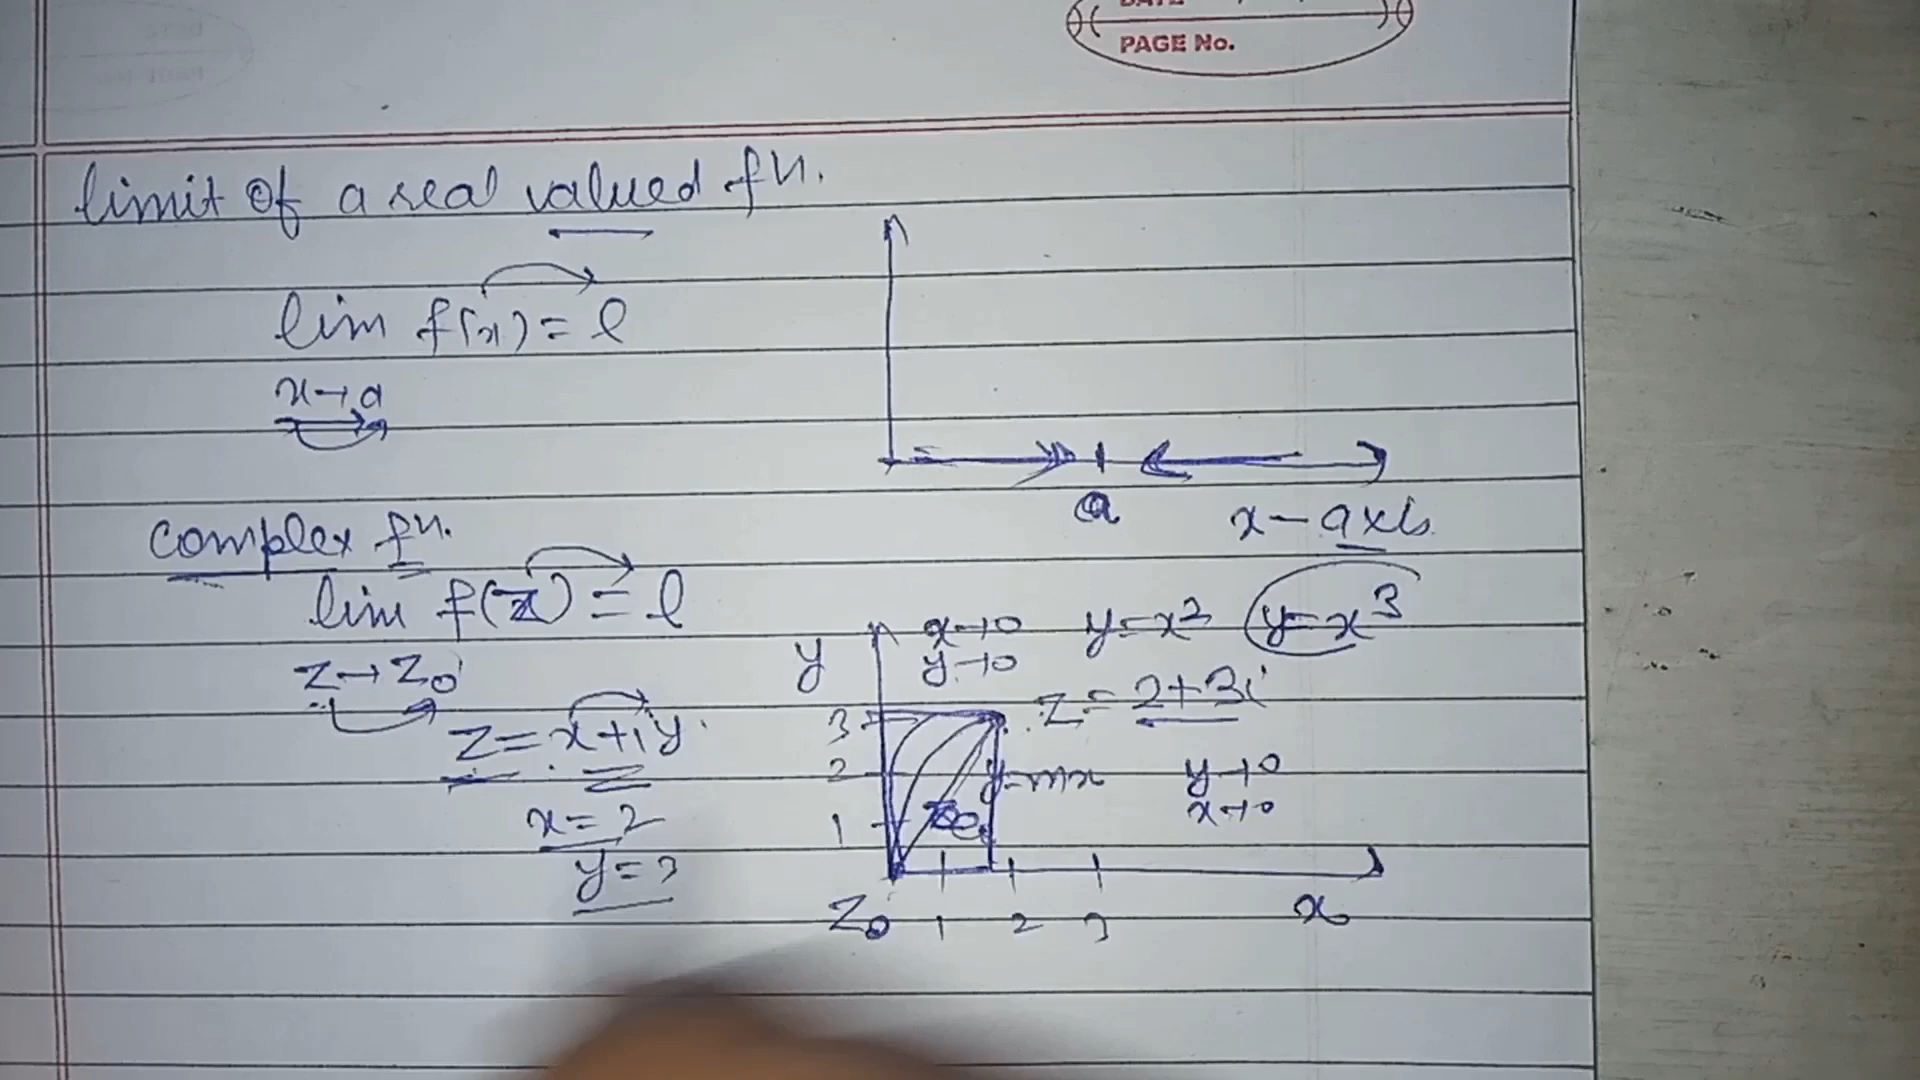 PAGE No.
limit of a real valued fn.
lim f(x) = l
x→a
a
x-axis
complex fn.
lim f(z) = l
z→z₀
z = x+iy
x = 2
y = 3
x→0 y=x² y=x³
y→0
y
z = 2+3i
3
2
1
y=mx
y→0
x→0
z₀ 1 2 3 x